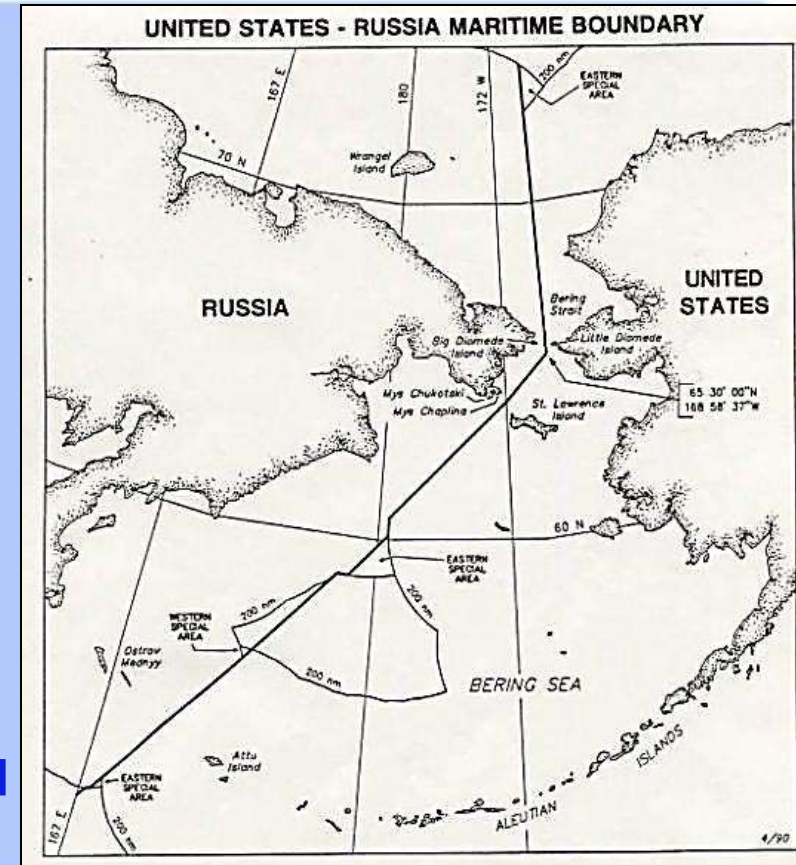 UNITED STATES - RUSSIA MARITIME BOUNDARY
167 E
180
172 W
200 nm
EASTERN
SPECIAL
AREA
70 N
Wrangel
Island
RUSSIA
UNITED
STATES
Bering
Strait
Big Diomede
Island
Little Diomede
Island
Mys Chukotski
Mys Chaplina
St. Lawrence
Island
65 30' 00"N
168 58' 37"W
60 N
EASTERN
SPECIAL
AREA
200 nm
WESTERN
SPECIAL
AREA
200 nm
Ostrov
Mednyy
200 nm
BERING SEA
Attu
Island
EASTERN
SPECIAL
AREA
167 E
200 nm
ALEUTIAN
ISLANDS
4/90